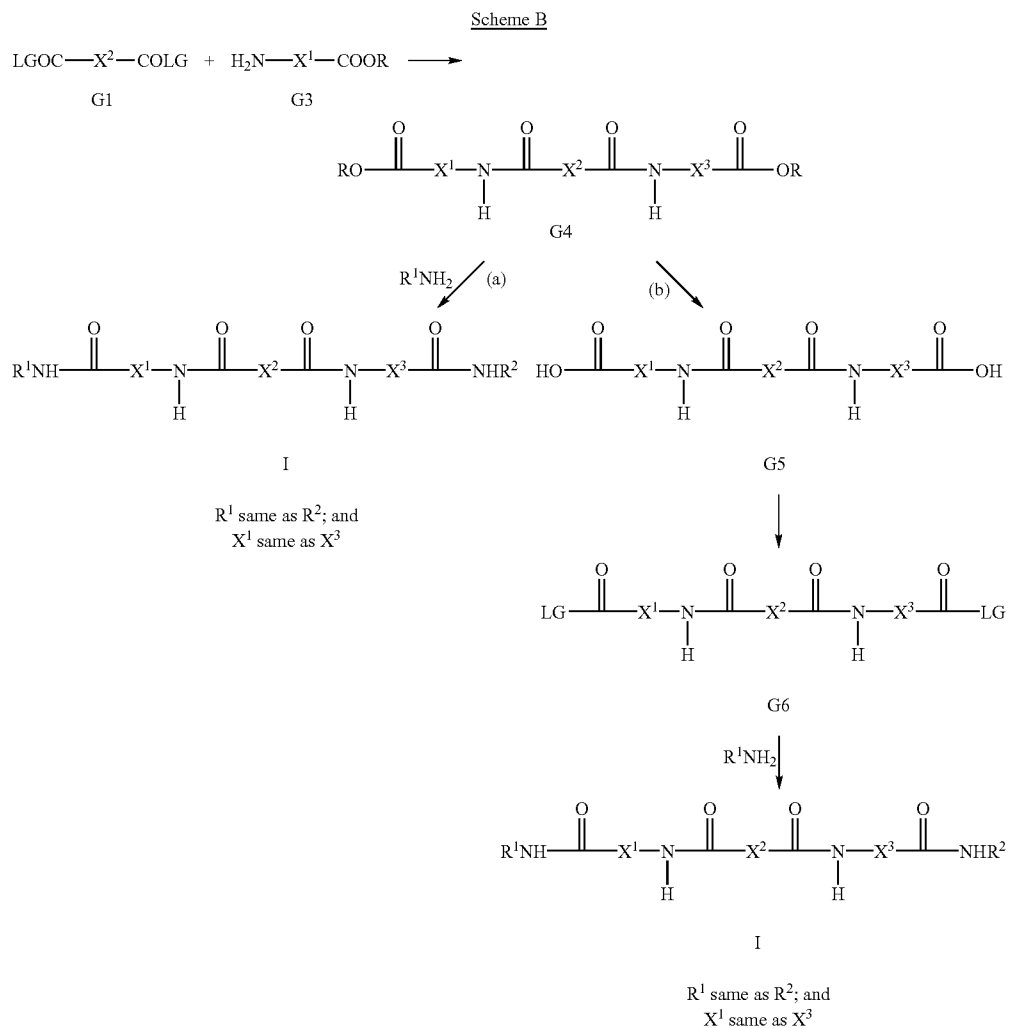 Scheme B
LGOC—X² —COLG + H₂N—X¹ —COOR
G1 G3
O O O O
RO X¹—N X² N—X³ OR
H H
G4
R¹NH₂ (a) (b)
O O O O O O O O
R¹NH X¹—N X² N—X³ NHR² HO X¹—N X² N—X³ OH
H H H H
I G5
R¹ same as R²; and
X¹ same as X³
O O O O
LG X¹—N X² N—X³ LG
H H
G6
R¹NH₂
O O O O
R¹NH X¹—N X² N—X³ NHR²
H H
I
R¹ same as R²; and
X¹ same as X³